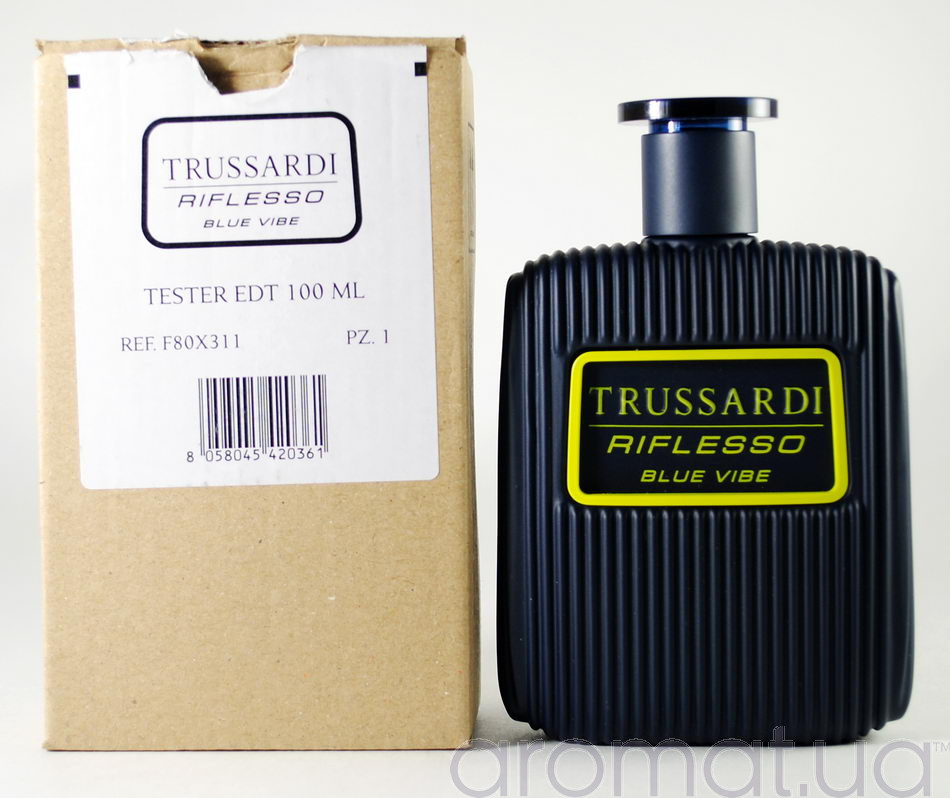 TRUSSARDI
RIFLESSO
BLUE VIBE
TESTER EDT 100 ML
REF. F80X311 PZ. 1
8 058045 420361
TRUSSARDI
RIFLESSO
BLUE VIBE
aromat.ua™